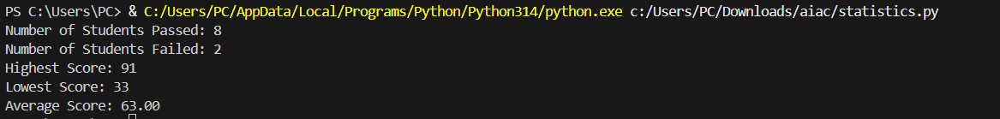 PS C:\Users\PC> & C:/Users/PC/AppData/Local/Programs/Python/Python314/python.exe c:/Users/PC/Downloads/aiac/statistics.py
Number of Students Passed: 8
Number of Students Failed: 2
Highest Score: 91
Lowest Score: 33
Average Score: 63.00